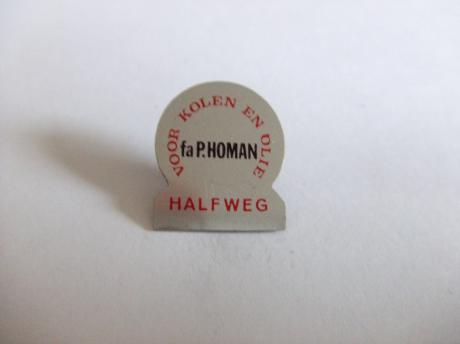 VOOR KOLEN EN OLIE
fa P. HOMAN
HALFWEG